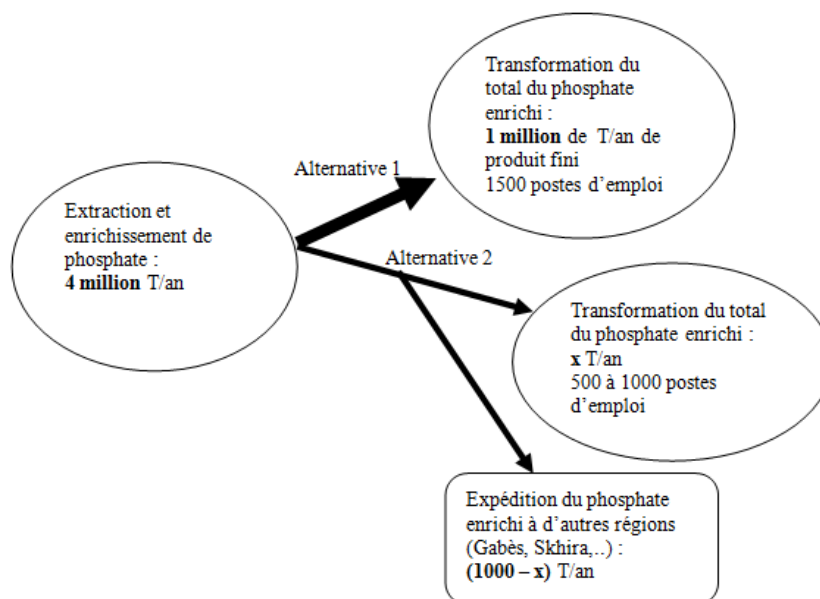 Transformation du
total du phosphate
enrichi :
1 million de T/an de
produit fini
1500 postes d'emploi
Alternative 1
Extraction et
enrichissement de
phosphate :
4 million T/an
Alternative 2
Transformation du total
du phosphate enrichi :
x T/an
500 à 1000 postes
d'emploi
Expédition du phosphate
enrichi à d'autres régions
(Gabès, Skhira,..) :
(1000 – x) T/an